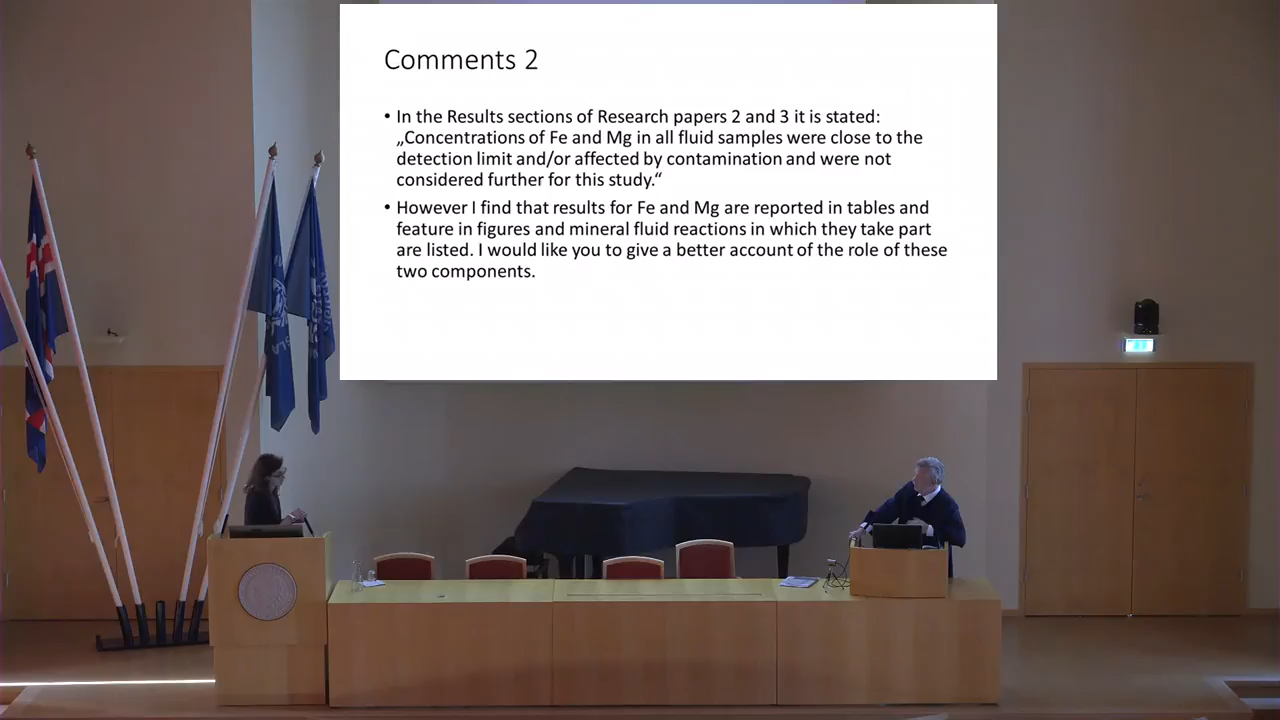 Comments 2
• In the Results sections of Research papers 2 and 3 it is stated:
„Concentrations of Fe and Mg in all fluid samples were close to the
detection limit and/or affected by contamination and were not
considered further for this study.“
• However I find that results for Fe and Mg are reported in tables and
feature in figures and mineral fluid reactions in which they take part
are listed. I would like you to give a better account of the role of these
two components.